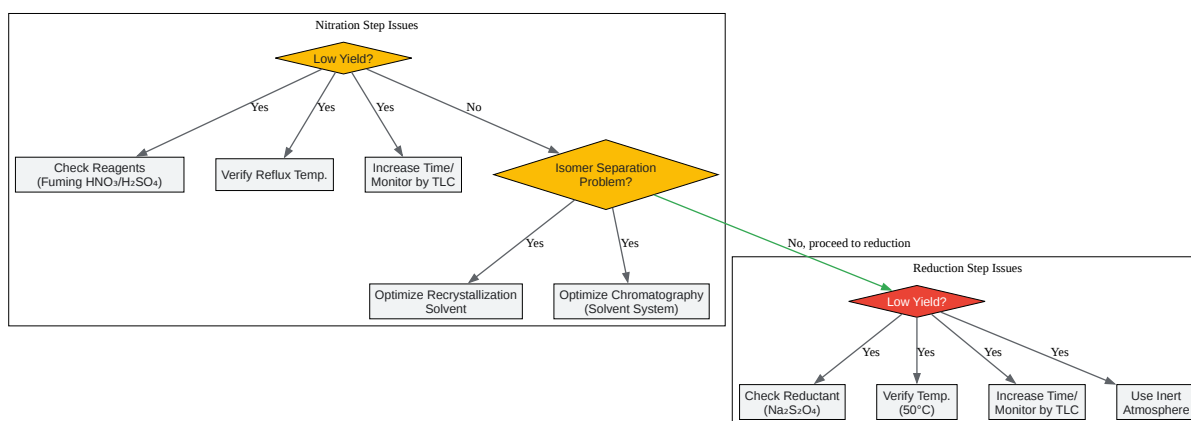 Nitration Step Issues
Low Yield?
Yes
Yes
Yes
No
Check Reagents
(Fuming HNO₃/H₂SO₄)
Verify Reflux Temp.
Increase Time/
Monitor by TLC
Isomer Separation
Problem?
Yes
Yes
No, proceed to reduction
Optimize Recrystallization
Solvent
Optimize Chromatography
(Solvent System)
Reduction Step Issues
Low Yield?
Yes
Yes
Yes
Yes
Check Reductant
(Na₂S₂O₄)
Verify Temp.
(50°C)
Increase Time/
Monitor by TLC
Use Inert
Atmosphere